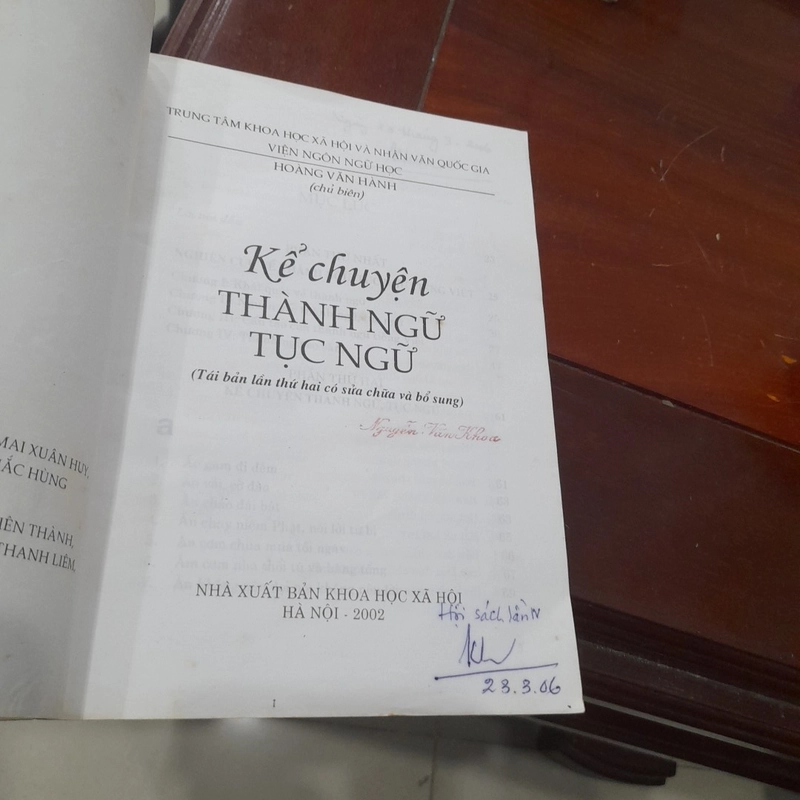 TRUNG TÂM KHOA HỌC XÃ HỘI VÀ NHÂN VĂN QUỐC GIA
VIỆN NGÔN NGỮ HỌC
HOÀNG VĂN HÀNH
(chủ biên)
Kể chuyện
THÀNH NGỮ
TỤC NGỮ
(Tái bản lần thứ hai có sửa chữa và bổ sung)
Nguyễn Văn Khoa
MAI XUÂN HUY,
ẮC HÙNG
IÊN THÀNH,
THANH LIÊM,
NHÀ XUẤT BẢN KHOA HỌC XÃ HỘI
HÀ NỘI - 2002
Hội sách lần IV
23.3.06
1